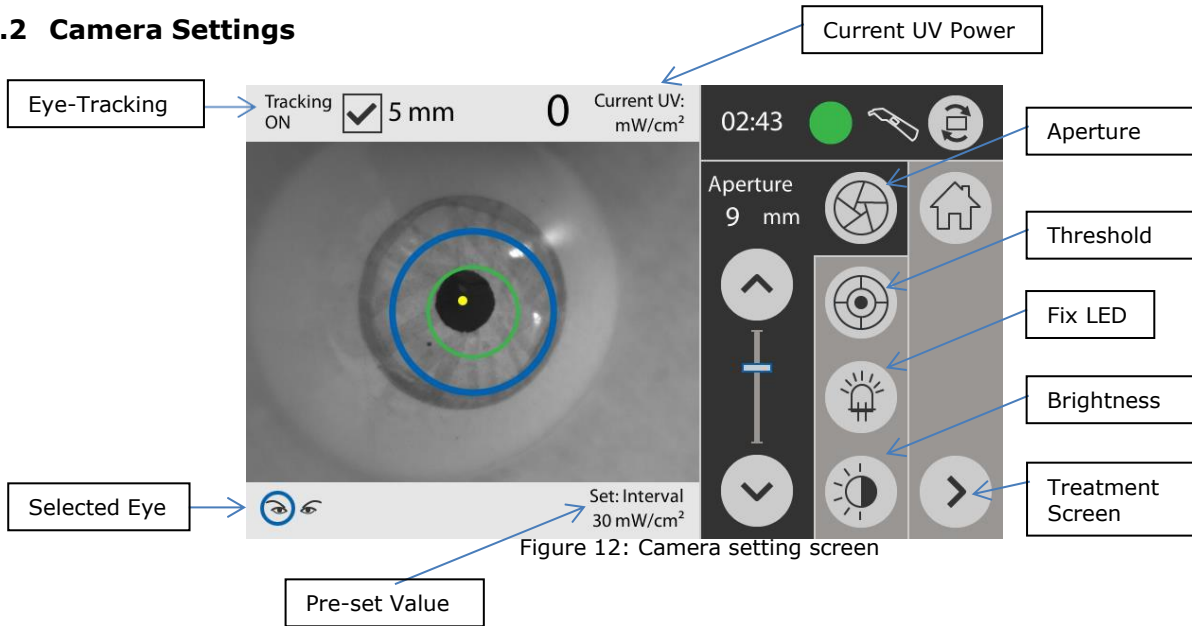 .2 Camera Settings
Current UV Power
Eye-Tracking
Tracking
ON
5 mm
0
Current UV:
mW/cm²
02:43
Aperture
Aperture
9 mm
Threshold
Fix LED
Brightness
Selected Eye
Set: Interval
30 mW/cm²
Treatment
Screen
Figure 12: Camera setting screen
Pre-set Value